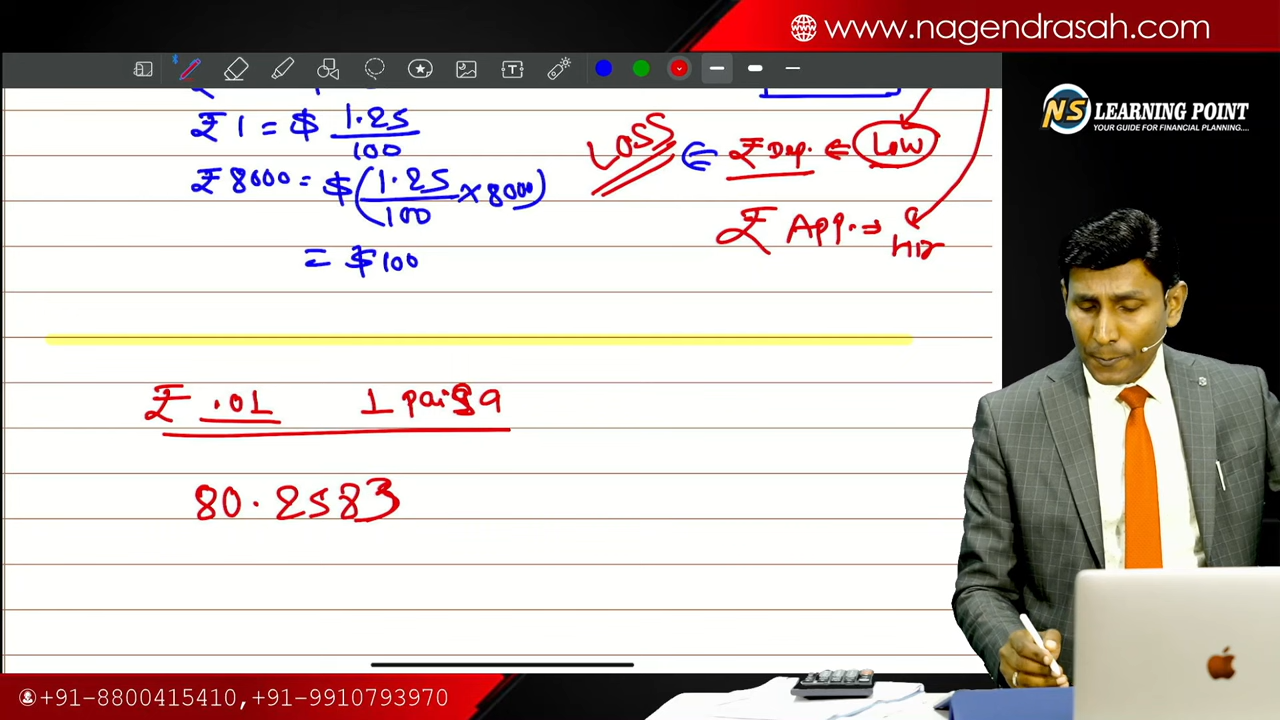 www.nagendrasah.com
NS LEARNING POINT
YOUR GUIDE FOR FINANCIAL PLANNING....
₹ 1 = $ 1.25/100
₹ 8000 = $ (1.25/100 × 8000)
= $100
LOSS ⇐ ₹ Dep. ⇐ Low
₹ App. ⇒
₹ .01 1 paisa
80.2583
+91-8800415410,+91-9910793970